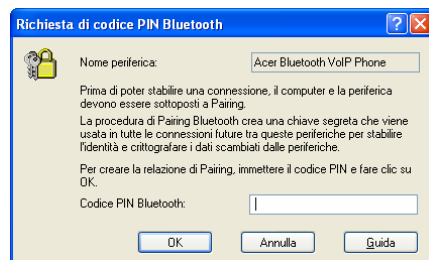 Richiesta di codice PIN Bluetooth
Nome periferica: Acer Bluetooth VoIP Phone
Prima di poter stabilire una connessione, il computer e la periferica
devono essere sottoposti a Pairing.
La procedura di Pairing Bluetooth crea una chiave segreta che viene
usata in tutte le connessioni future tra queste periferiche per stabilire
l'identità e crittografare i dati scambiati dalle periferiche.
Per creare la relazione di Pairing, immettere il codice PIN e fare clic su
OK.
Codice PIN Bluetooth:
OK Annulla Guida